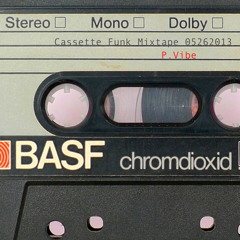 Stereo Mono Dolby
Cassette Funk Mixtape 05262013
P.Vibe
BASF chromdioxid